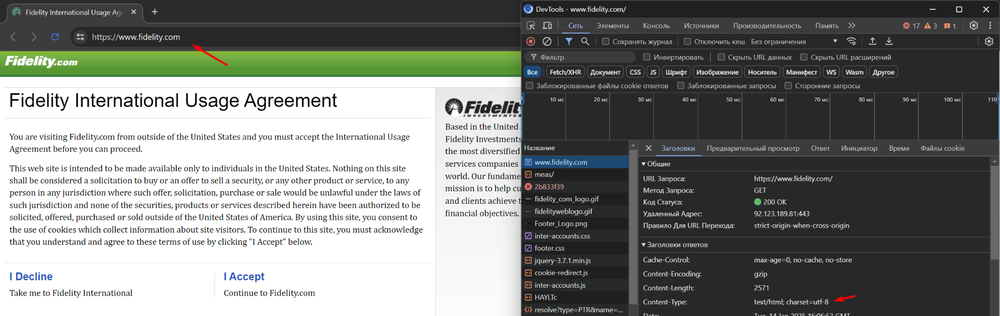 Fidelity International Usage Agr
https://www.fidelity.com
Fidelity.com
Fidelity International Usage Agreement
You are visiting Fidelity.com from outside of the United States and you must accept the International Usage
Agreement before you can proceed.
This web site is intended to be made available only to individuals in the United States. Nothing on this site
shall be considered a solicitation to buy or an offer to sell a security, or any other product or service, to any
person in any jurisdiction where such offer, solicitation, purchase or sale would be unlawful under the laws of
such jurisdiction and none of the securities, products or services described herein have been authorized to be
solicited, offered, purchased or sold outside of the United States of America. By using this site, you consent to
the use of cookies which collect information about site visitors. To continue to this site, you must acknowledge
that you understand and agree to these terms of use by clicking "I Accept" below.
I Decline
Take me to Fidelity International
I Accept
Continue to Fidelity.com
Fidelity
INVESTMENTS
Based in the United
Fidelity Investments
the most diversified
services companies
world. Our fundame
mission is to help cu
and clients achieve t
financial objectives.
DevTools - www.fidelity.com/
Сеть Элементы Консоль Источники Производительность Память 17 3 1
Сохранять журнал Отключить кеш Без ограничения
Фильтр Инвертировать Скрыть URL данных Скрыть URL расширений
Все Fetch/XHR Документ CSS JS Шрифт Изображение Носитель Манифест WS Wasm Другое
Заблокированные файлы cookie ответов Заблокированные запросы Сторонние запросы
10 мс 20 мс 30 мс 40 мс 50 мс 60 мс 70 мс 80 мс 90 мс 100 мс 110
Название
www.fidelity.com
meas/
2b833f39
fidelity_com_logo.gif
fidelityweblogo.gif
Footer_Logo.png
inter-accounts.css
footer.css
jquery-3.7.1.min.js
cookie-redirect.js
inter-accounts.js
HAYLTc
resolve?type=PTR&name=...
Заголовки Предварительный просмотр Ответ Инициатор Время Файлы cookie
Общие
URL Запроса: https://www.fidelity.com/
Метод Запроса: GET
Код Статуса: 200 OK
Удаленный Адрес: 92.123.189.81:443
Правило Для URL Перехода: strict-origin-when-cross-origin
Заголовки ответов
Cache-Control: max-age=0, no-cache, no-store
Content-Encoding: gzip
Content-Length: 2571
Content-Type: text/html; charset=utf-8
Date: Tue, 14 Jan 2025 16:06:53 GMT